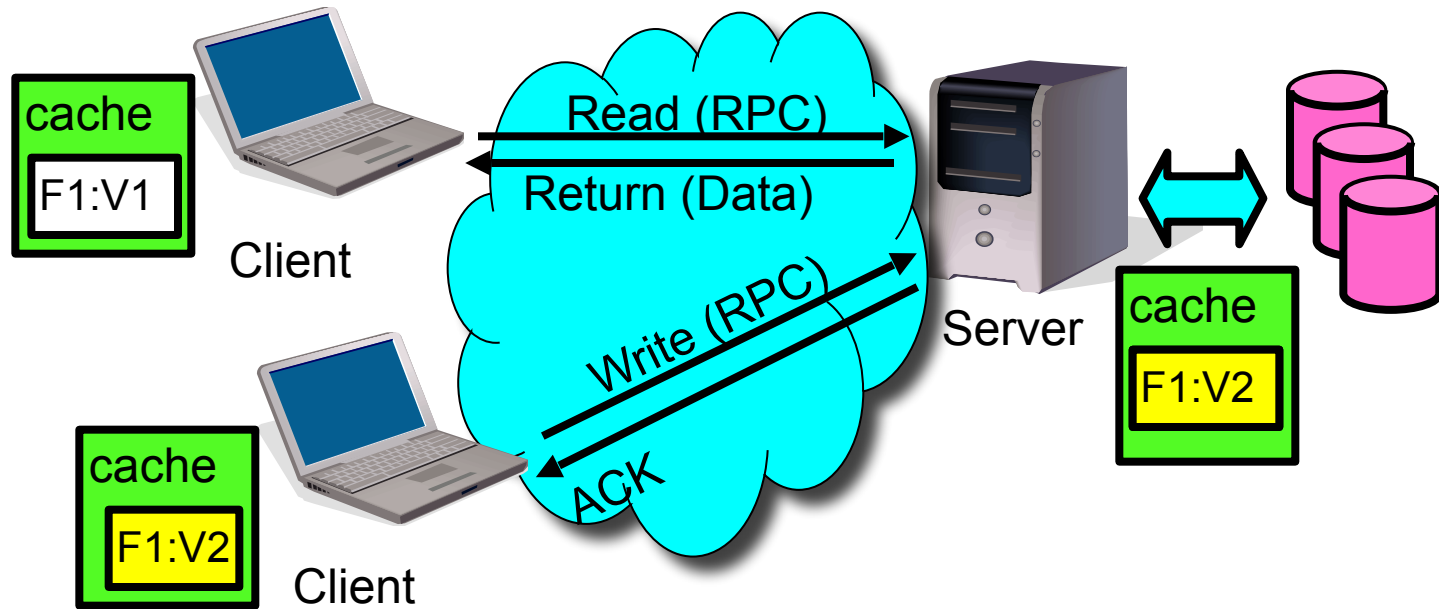 cache
F1:V1
Client
Read (RPC)
Return (Data)
Write (RPC)
ACK
Server
cache
F1:V2
cache
F1:V2
Client